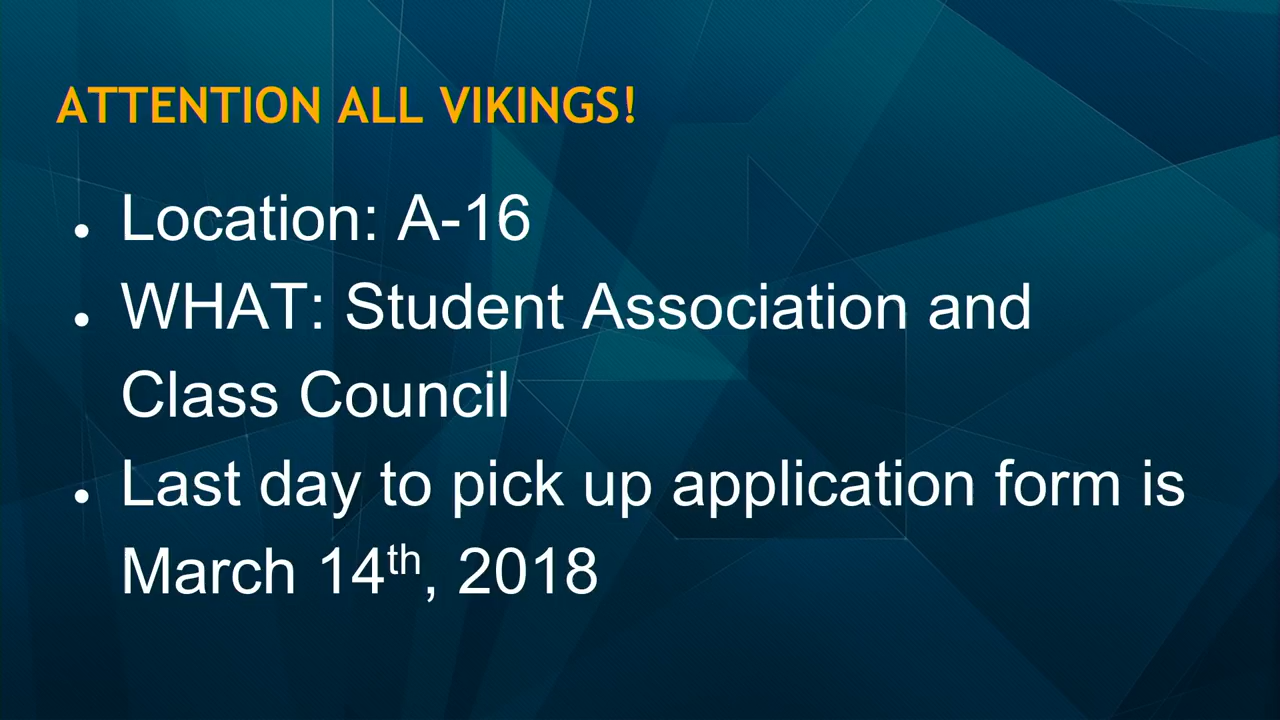 ATTENTION ALL VIKINGS!
● Location: A-16
● WHAT: Student Association and
Class Council
● Last day to pick up application form is
March 14th, 2018